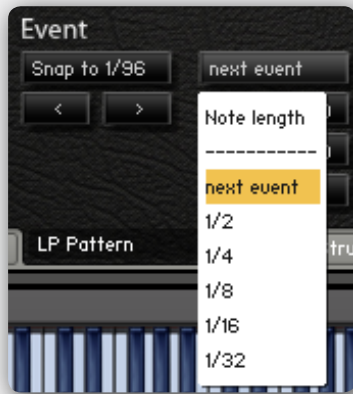 Event
Snap to 1/96
next event
<
>
Note length
-----------
next event
1/2
1/4
1/8
1/16
1/32
LP Pattern
tru